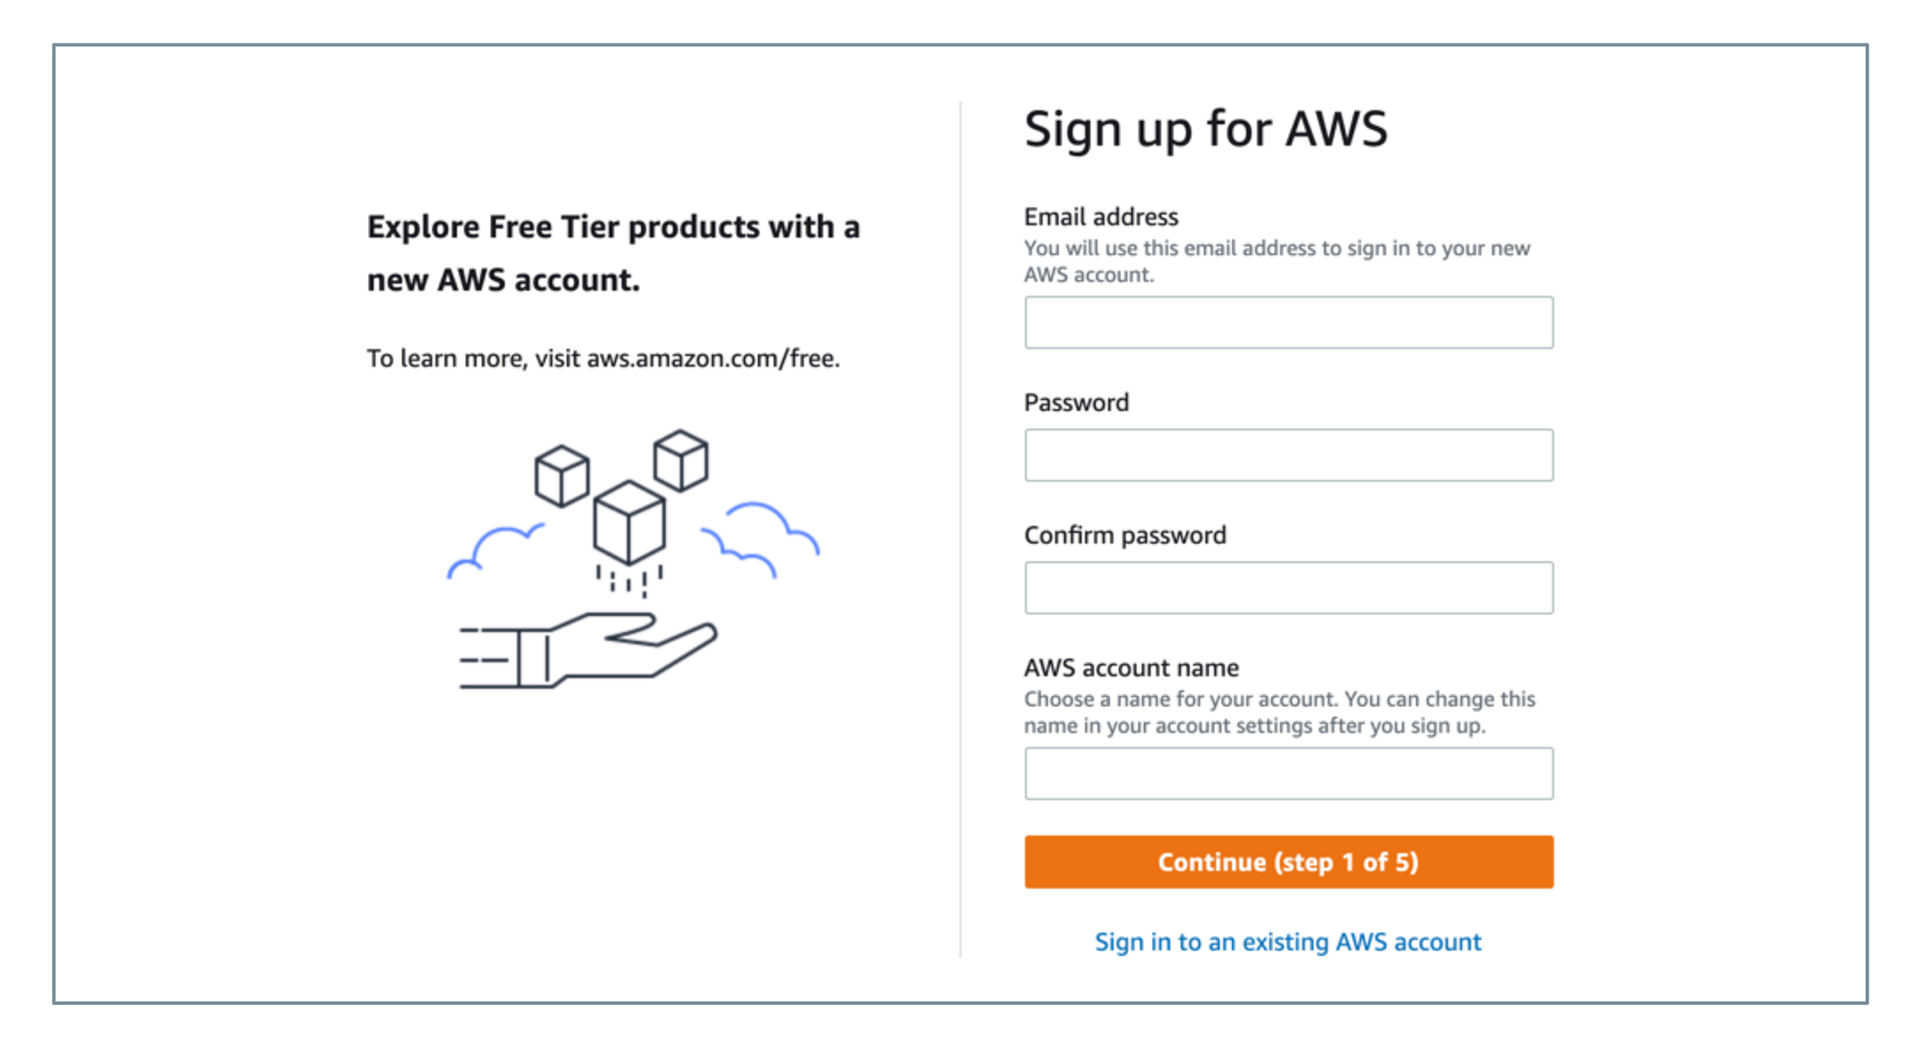 Explore Free Tier products with a
new AWS account.
To learn more, visit aws.amazon.com/free.
Sign up for AWS
Email address
You will use this email address to sign in to your new
AWS account.
Password
Confirm password
AWS account name
Choose a name for your account. You can change this
name in your account settings after you sign up.
Continue (step 1 of 5)
Sign in to an existing AWS account